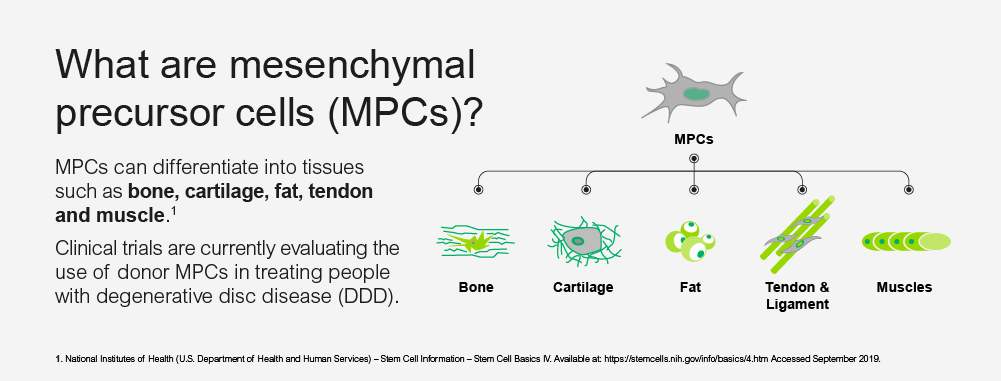 What are mesenchymal
precursor cells (MPCs)?
MPCs can differentiate into tissues
such as bone, cartilage, fat, tendon
and muscle.1
Clinical trials are currently evaluating the
use of donor MPCs in treating people
with degenerative disc disease (DDD).
MPCs
Bone
Cartilage
Fat
Tendon &
Ligament
Muscles
1. National Institutes of Health (U.S. Department of Health and Human Services) – Stem Cell Information – Stem Cell Basics IV. Available at: https://stemcells.nih.gov/info/basics/4.htm Accessed September 2019.